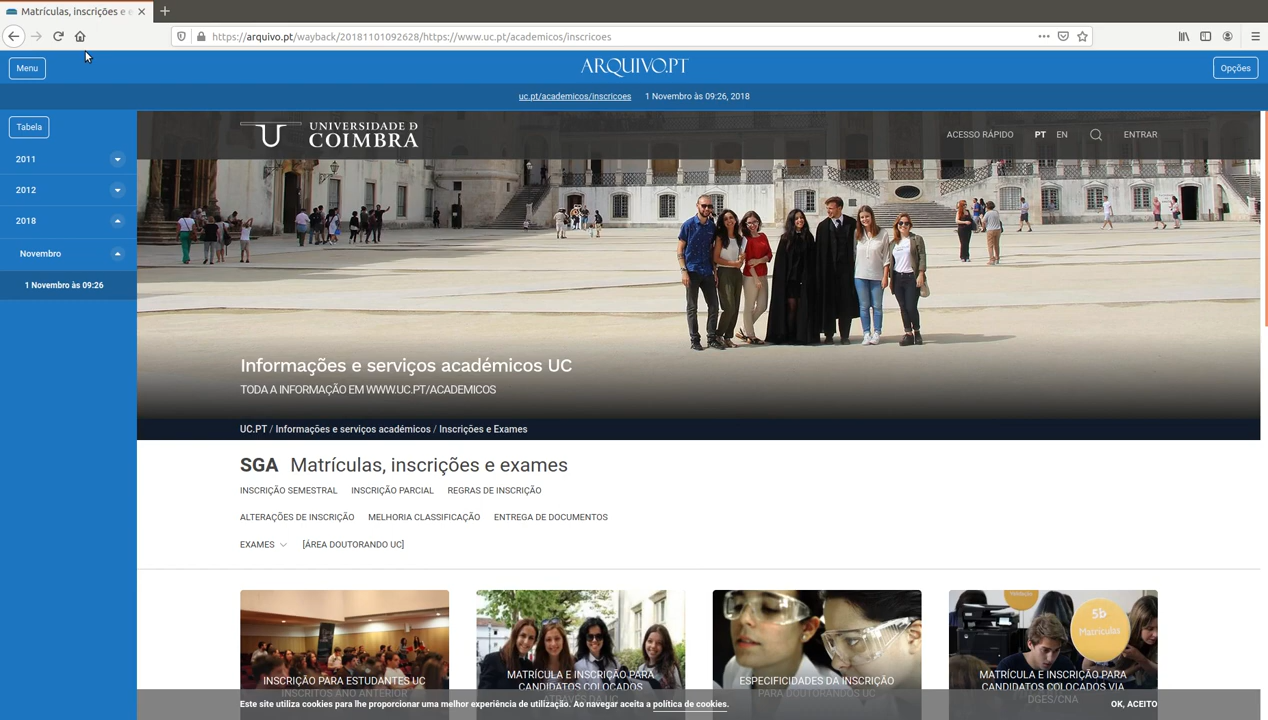 Matrículas, inscrições e e
https://arquivo.pt/wayback/20181101092628/https://www.uc.pt/academicos/inscricoes
Menu
ARQUIVO.PT
Opções
uc.pt/academicos/inscricoes 1 Novembro às 09:26, 2018
Tabela
2011
2012
2018
Novembro
1 Novembro às 09:26
UNIVERSIDADE D
COIMBRA
ACESSO RÁPIDO PT EN ENTRAR
Informações e serviços académicos UC
TODA A INFORMAÇÃO EM WWW.UC.PT/ACADEMICOS
UC.PT / Informações e serviços académicos / Inscrições e Exames
SGA Matrículas, inscrições e exames
INSCRIÇÃO SEMESTRAL INSCRIÇÃO PARCIAL REGRAS DE INSCRIÇÃO
ALTERAÇÕES DE INSCRIÇÃO MELHORIA CLASSIFICAÇÃO ENTREGA DE DOCUMENTOS
EXAMES [ÁREA DOUTORANDO UC]
INSCRIÇÃO PARA ESTUDANTES UC
INSCRITOS ANO ANTERIOR
MATRÍCULA E INSCRIÇÃO PARA
CANDIDATOS COLOCADOS
ATRAVÉS DA UC
ESPECIFICIDADES DA INSCRIÇÃO
PARA DOUTORANDOS UC
5b
Matrículas
MATRÍCULA E INSCRIÇÃO PARA
CANDIDATOS COLOCADOS VIA
DGES/CNA
Este site utiliza cookies para lhe proporcionar uma melhor experiência de utilização. Ao navegar aceita a política de cookies.
OK, ACEITO